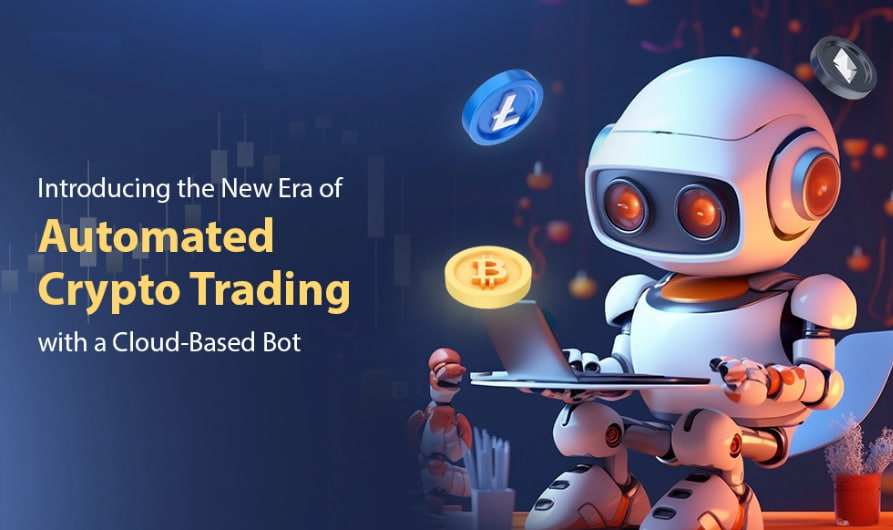 Introducing the New Era of
Automated
Crypto Trading
with a Cloud-Based Bot